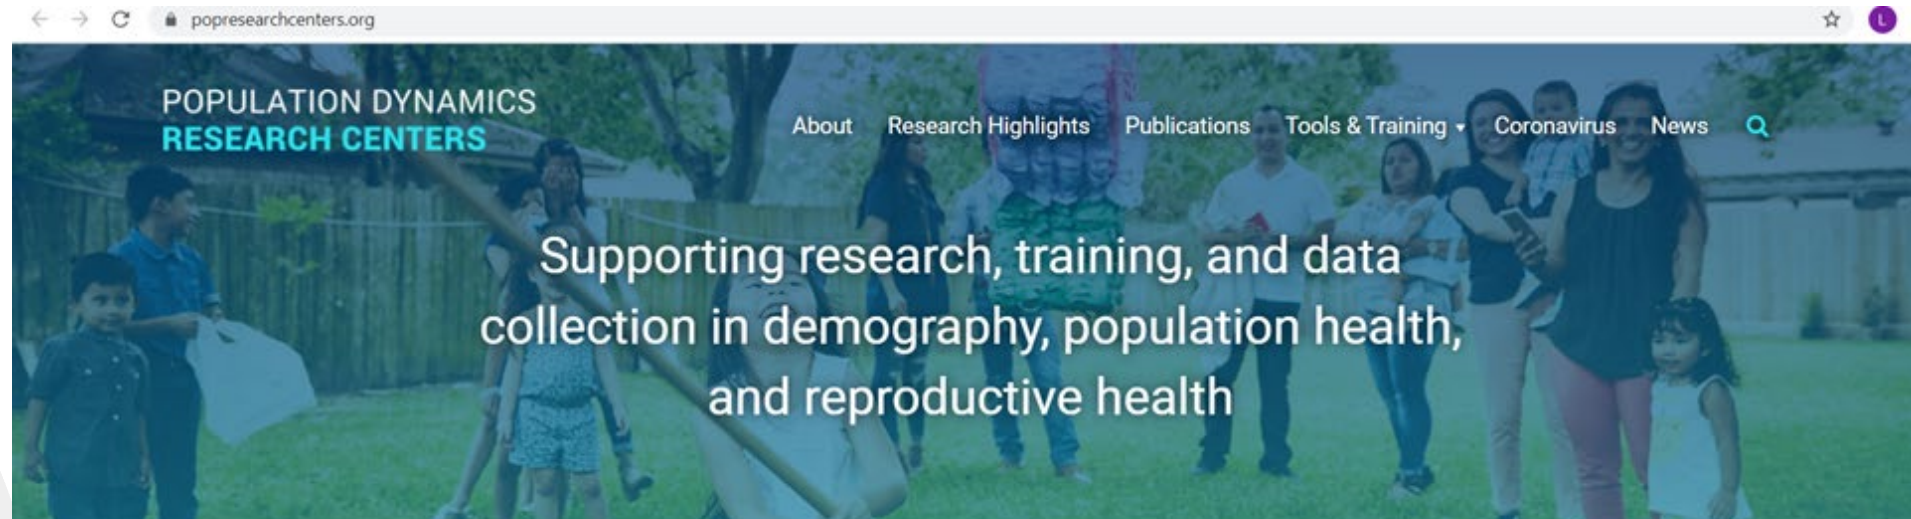 popresearchcenters.org
L
POPULATION DYNAMICS
RESEARCH CENTERS
About Research Highlights Publications Tools & Training Coronavirus News
Supporting research, training, and data
collection in demography, population health,
and reproductive health